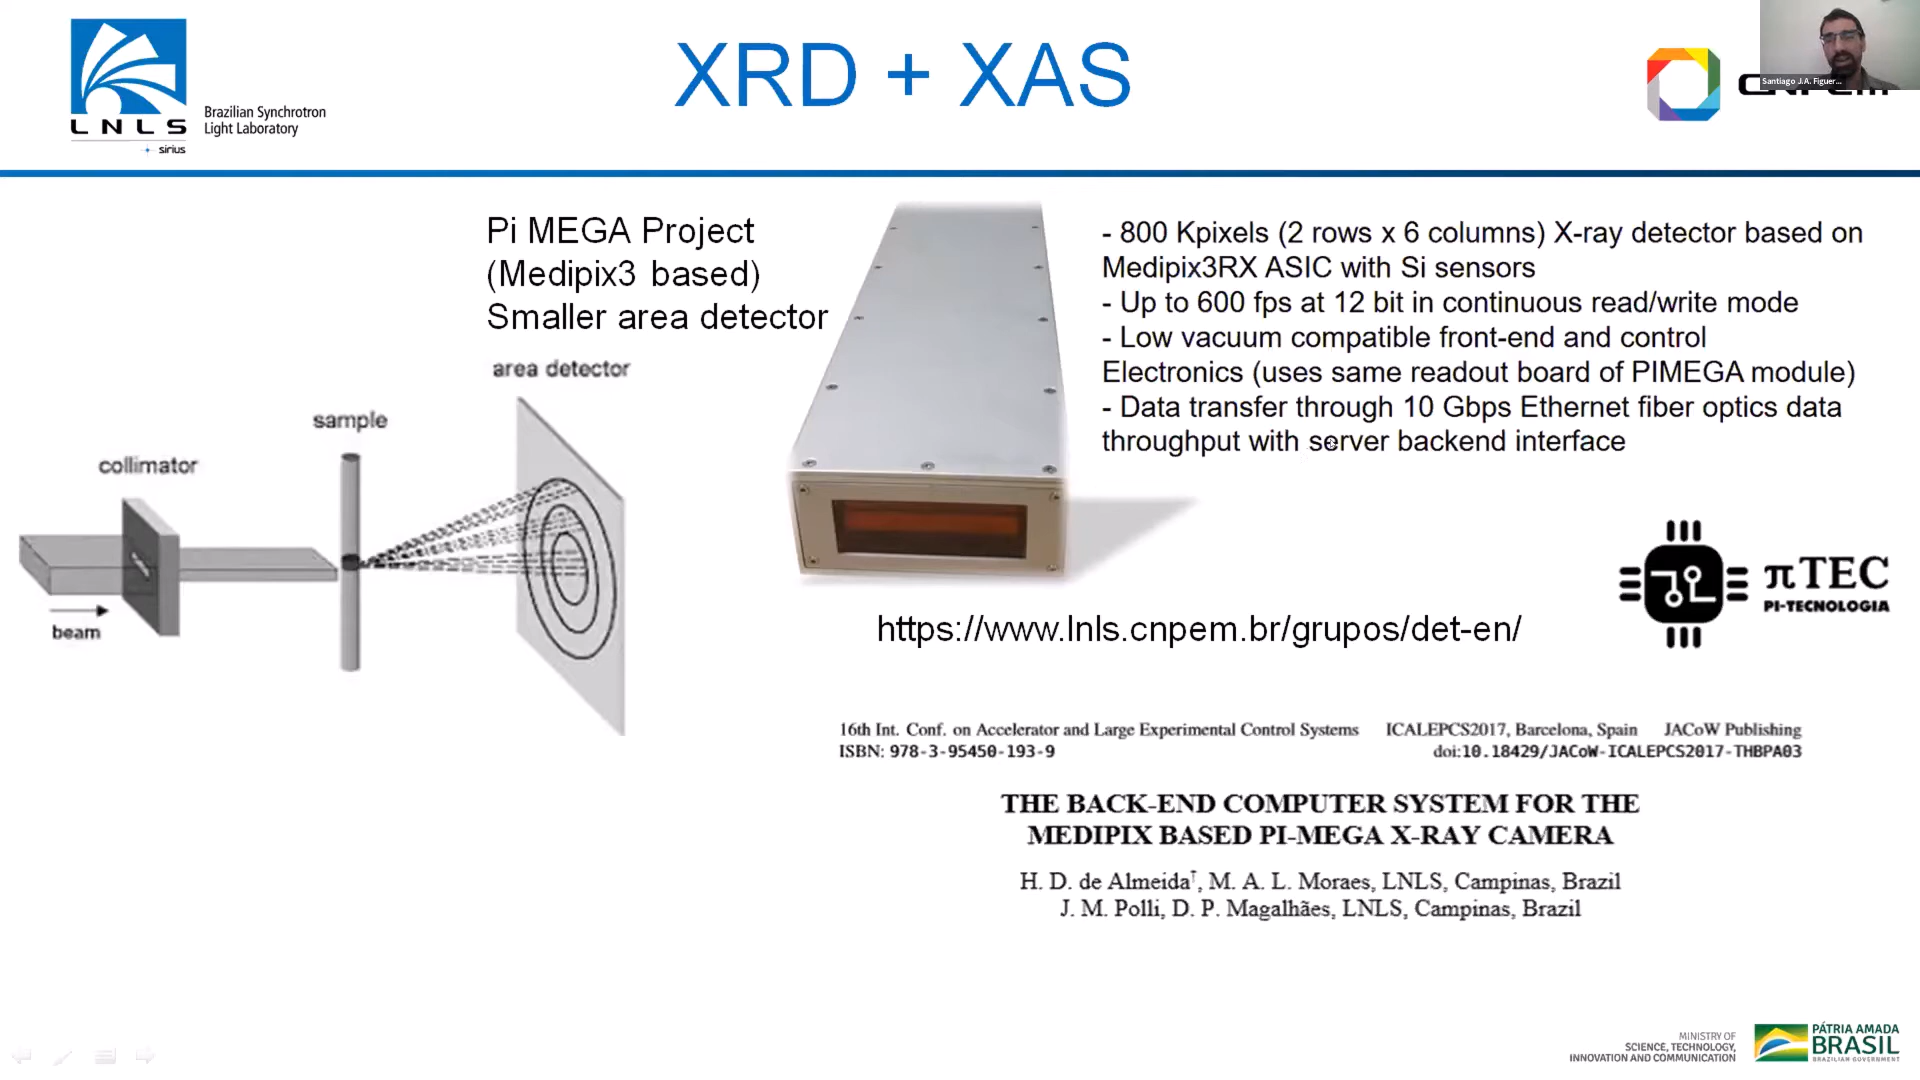 XRD + XAS
LNLS
sirius
Brazilian Synchrotron
Light Laboratory
Santiago J.A. Figuer...
Pi MEGA Project
(Medipix3 based)
Smaller area detector
- 800 Kpixels (2 rows x 6 columns) X-ray detector based on
Medipix3RX ASIC with Si sensors
- Up to 600 fps at 12 bit in continuous read/write mode
- Low vacuum compatible front-end and control
Electronics (uses same readout board of PIMEGA module)
- Data transfer through 10 Gbps Ethernet fiber optics data
throughput with server backend interface
area detector
sample
collimator
beam
πTEC
PI-TECNOLOGIA
https://www.lnls.cnpem.br/grupos/det-en/
16th Int. Conf. on Accelerator and Large Experimental Control Systems ICALEPCS2017, Barcelona, Spain JACoW Publishing
ISBN: 978-3-95450-193-9 doi:10.18429/JACoW-ICALEPCS2017-THBPA03
THE BACK-END COMPUTER SYSTEM FOR THE
MEDIPIX BASED PI-MEGA X-RAY CAMERA
H. D. de Almeida†, M. A. L. Moraes, LNLS, Campinas, Brazil
J. M. Polli, D. P. Magalhães, LNLS, Campinas, Brazil
MINISTRY OF
SCIENCE, TECHNOLOGY,
INNOVATION AND COMMUNICATION
PÁTRIA AMADA
BRASIL
BRAZILIAN GOVERNMENT